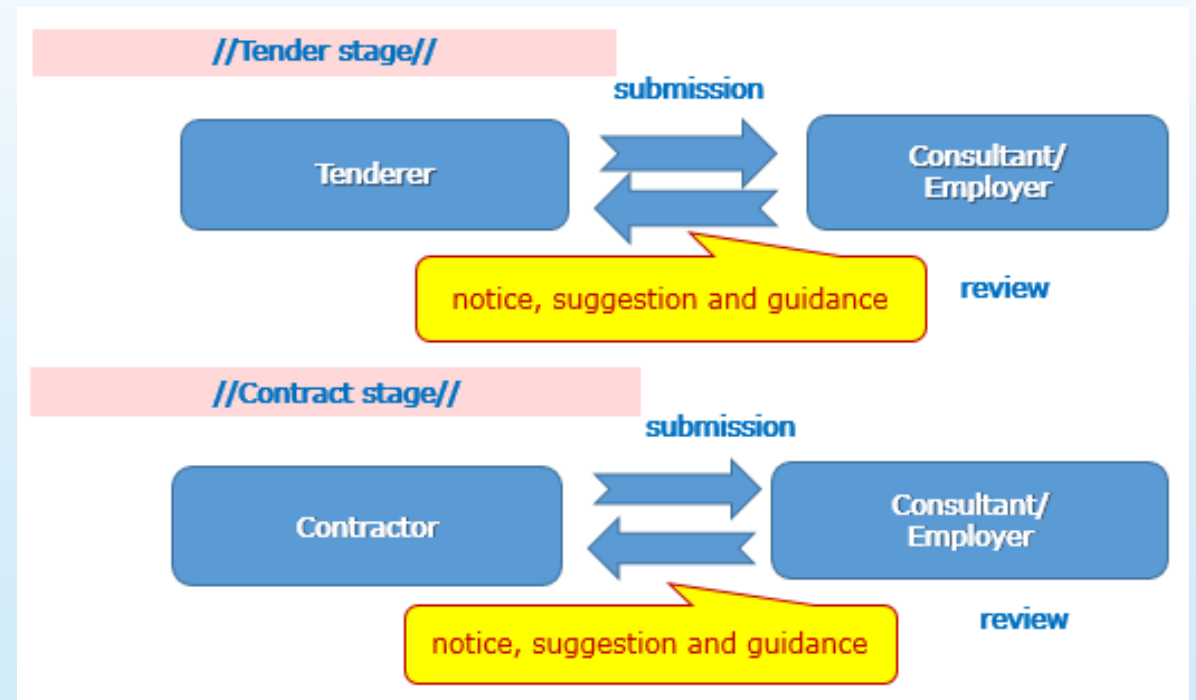 //Tender stage//
submission
Tenderer
Consultant/
Employer
notice, suggestion and guidance
review
//Contract stage//
submission
Contractor
Consultant/
Employer
notice, suggestion and guidance
review